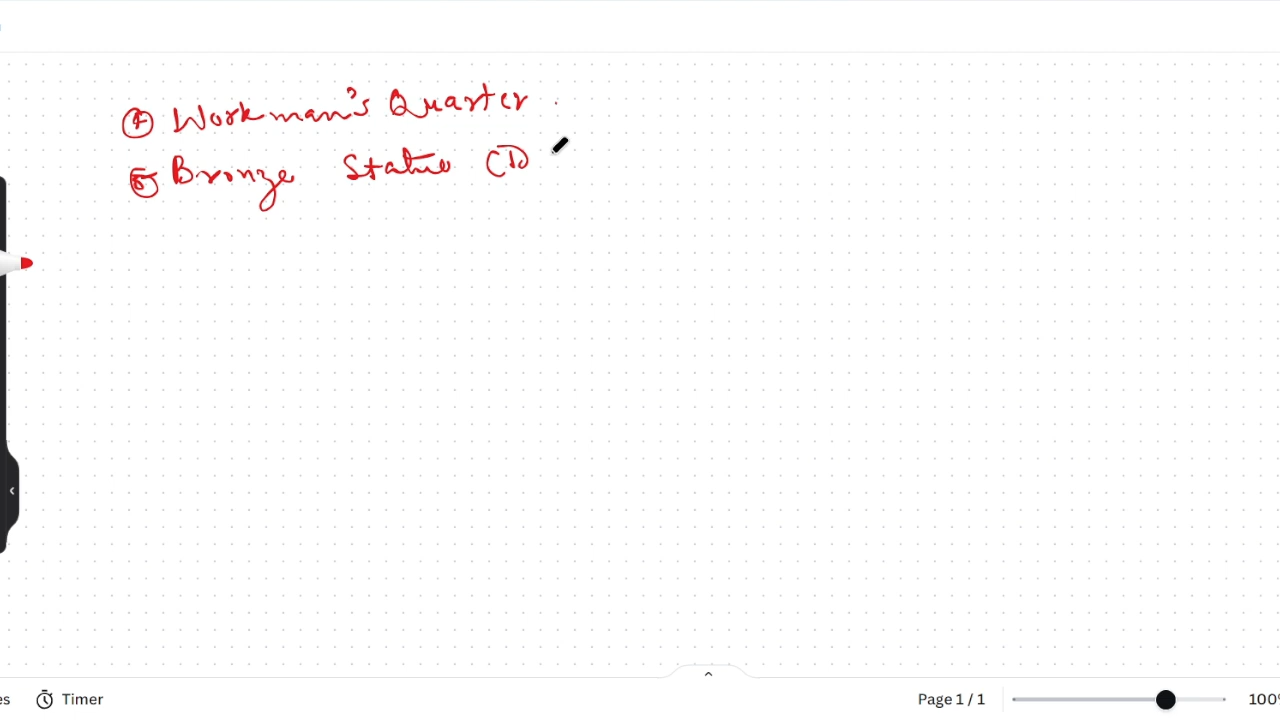 ④ Workman's Quarter.
⑤ Bronze Statue (D
Timer
Page 1 / 1